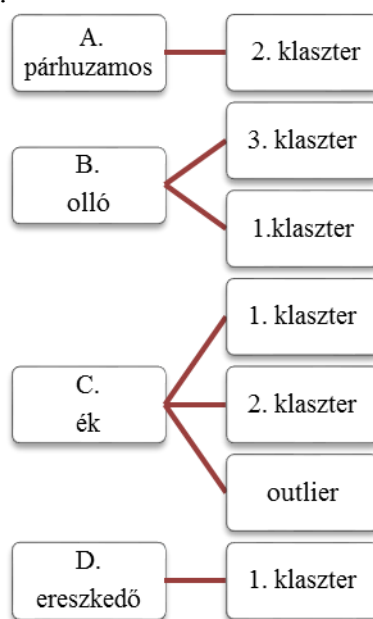 A.
párhuzamos
2. klaszter
B.
olló
3. klaszter
1.klaszter
C.
ék
1. klaszter
2. klaszter
outlier
D.
ereszkedő
1. klaszter